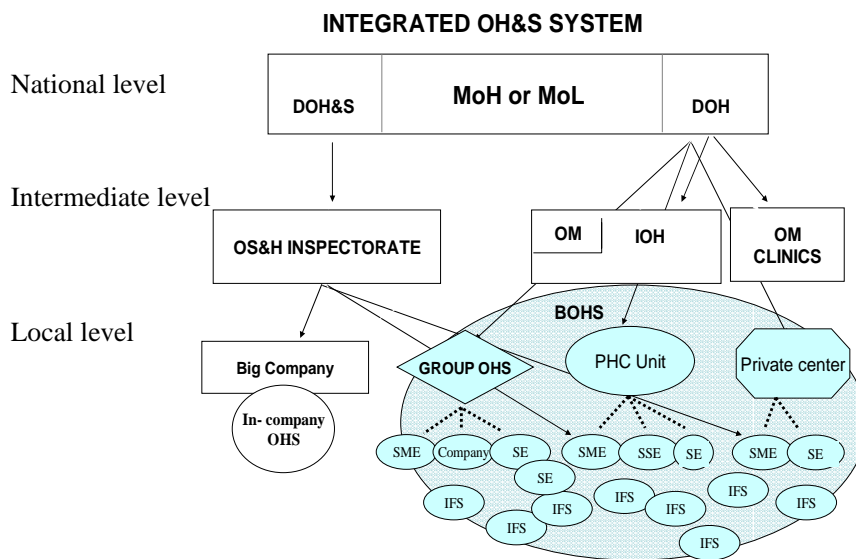 INTEGRATED OH&S SYSTEM
National level
DOH&S
MoH or MoL
DOH
Intermediate level
OS&H INSPECTORATE
OM
IOH
OM
CLINICS
Local level
BOHS
Big Company
GROUP OHS
PHC Unit
Private center
In- company
OHS
SME
Company
SE
SME
SSE
SE
SME
SE
SE
IFS
IFS
IFS
IFS
IFS
IFS
IFS